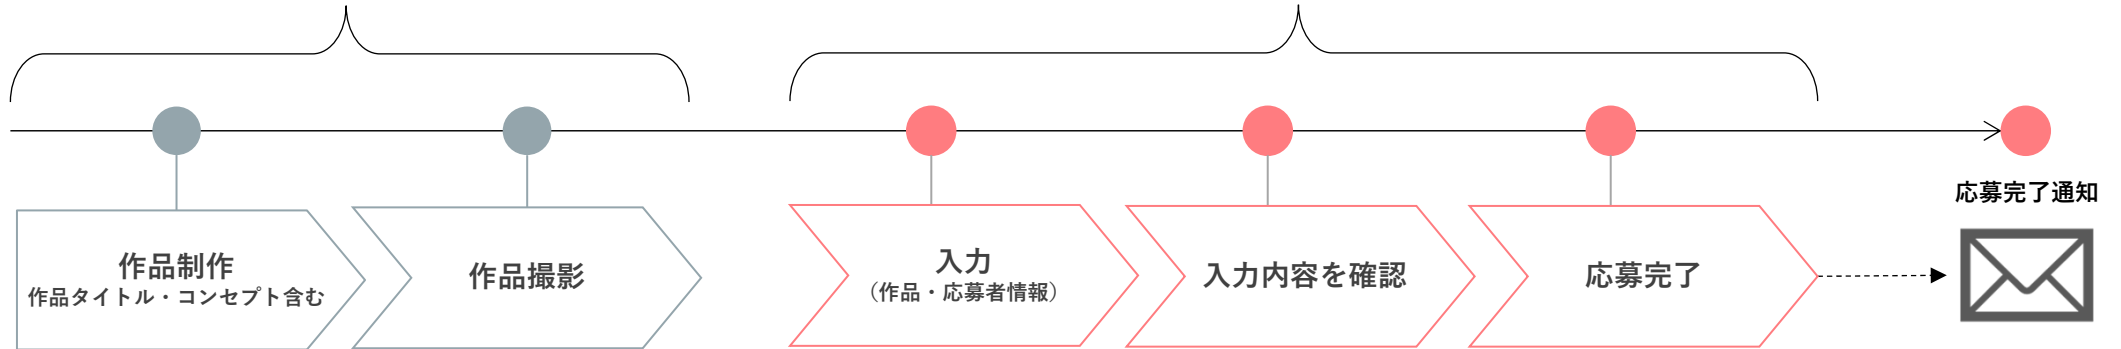 作品制作
作品タイトル・コンセプト含む
作品撮影
入力
（作品・応募者情報）
入力内容を確認
応募完了
応募完了通知